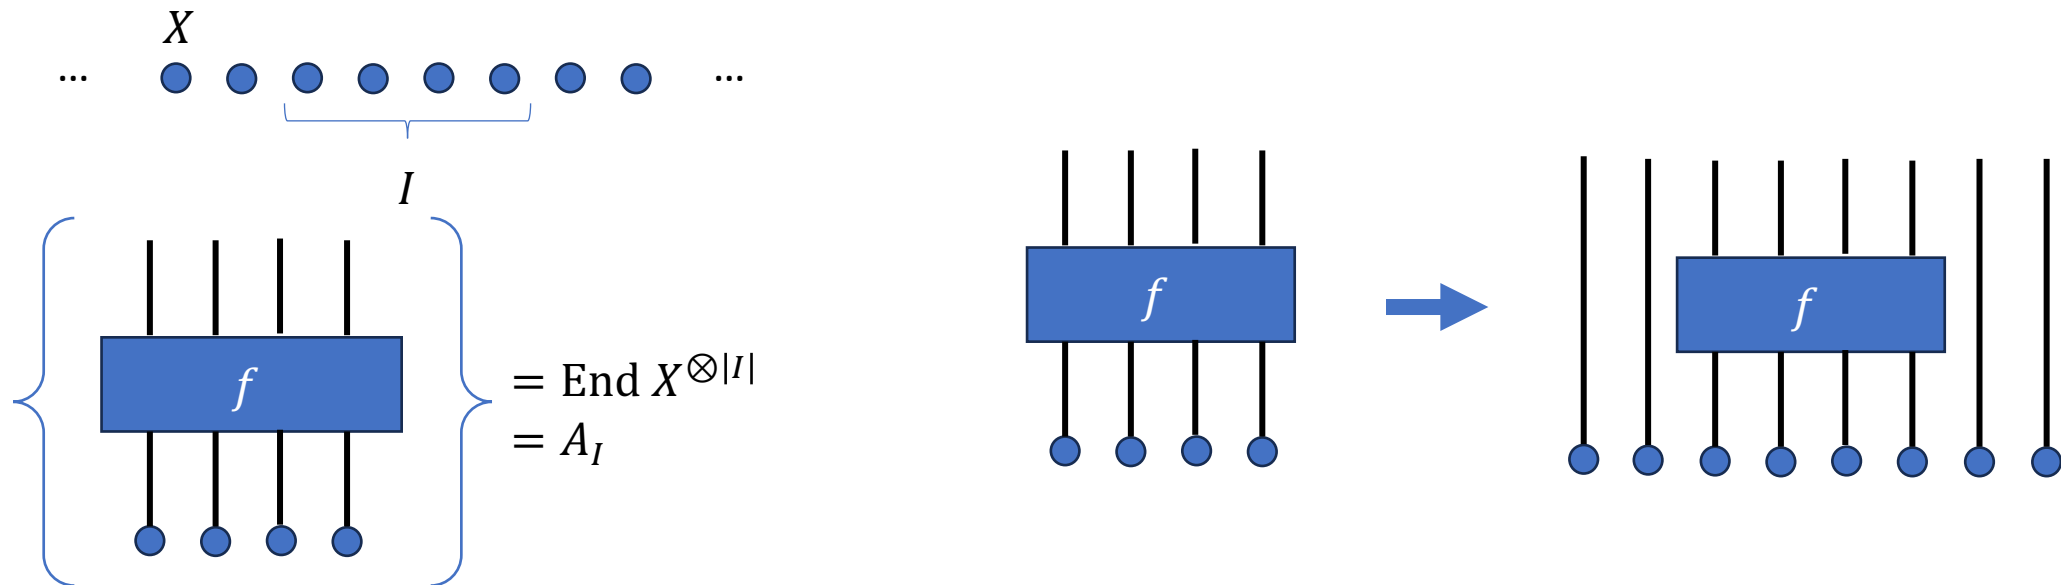 X
... ...
I
f
= End X^{⊗|I|}
= A_I
f
f